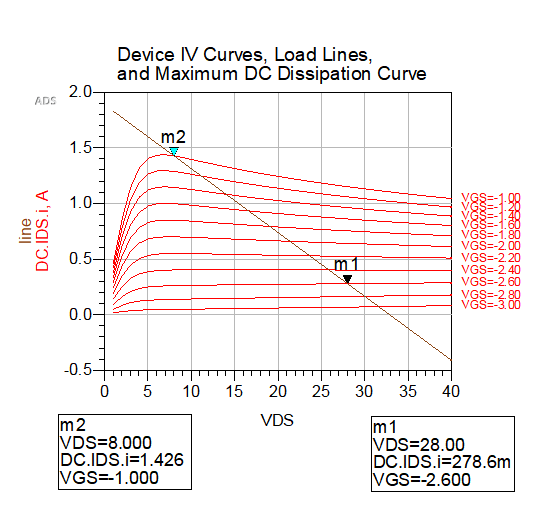 Device IV Curves, Load Lines,
and Maximum DC Dissipation Curve
ADS
2.0
1.5
1.0
0.5
0.0
-0.5
line
DC.IDS.i, A
m2
m1
VGS=-1.00
VGS=-1.20
VGS=-1.40
VGS=-1.60
VGS=-1.80
VGS=-2.00
VGS=-2.20
VGS=-2.40
VGS=-2.60
VGS=-2.80
VGS=-3.00
0 5 10 15 20 25 30 35 40
VDS
m2
VDS=8.000
DC.IDS.i=1.426
VGS=-1.000
m1
VDS=28.00
DC.IDS.i=278.6m
VGS=-2.600